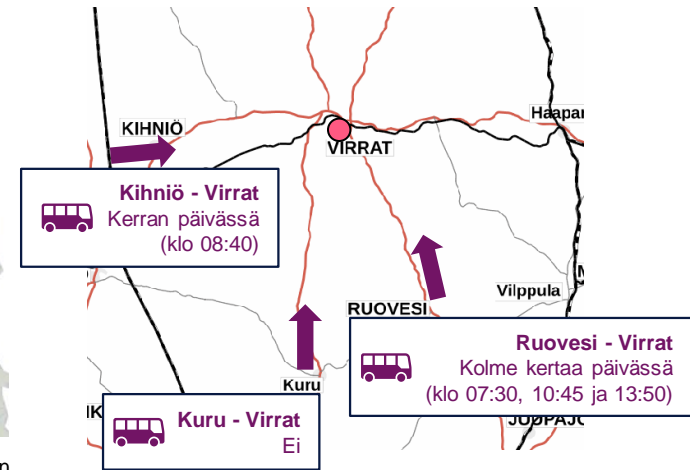 Haapa
KIHNIÖ
VIRRAT
Kihniö - Virrat
Kerran päivässä
(klo 08:40)
Vilppula
RUOVESI
Ruovesi - Virrat
Kolme kertaa päivässä
(klo 07:30, 10:45 ja 13:50)
Kuru
Kuru - Virrat
Ei